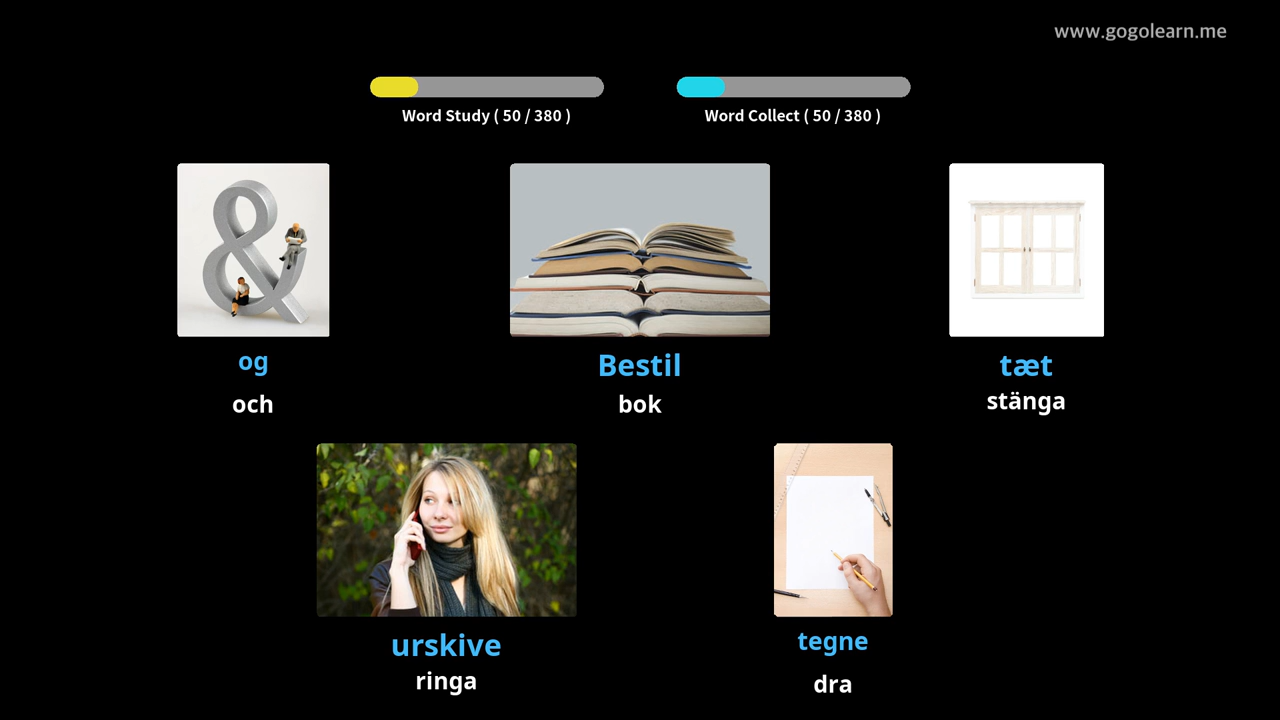 www.gogolearn.me
Word Study ( 50 / 380 )
Word Collect ( 50 / 380 )
&
og
och
Bestil
bok
tæt
stänga
urskive
ringa
tegne
dra